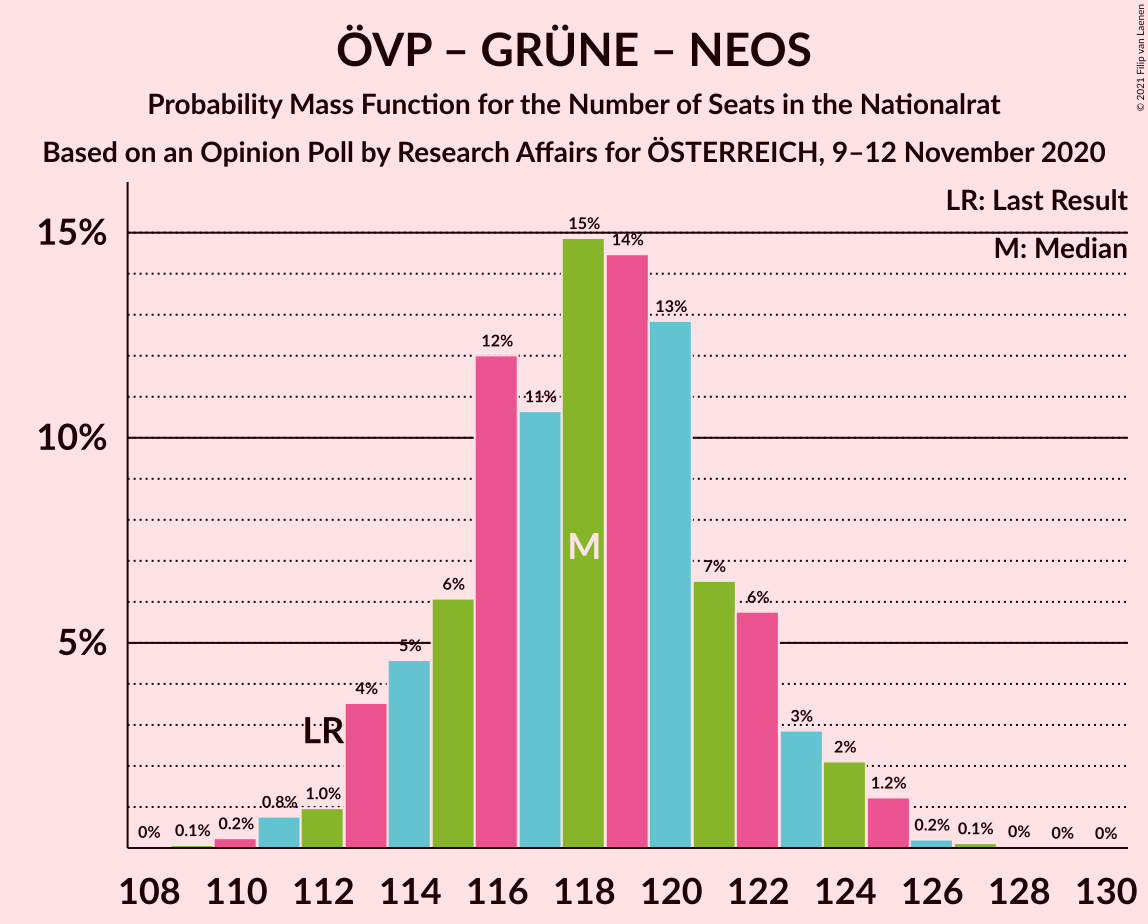 ÖVP – GRÜNE – NEOS
Probability Mass Function for the Number of Seats in the Nationalrat
Based on an Opinion Poll by Research Affairs for ÖSTERREICH, 9–12 November 2020
© 2021 Filip van Laenen
LR: Last Result
M: Median
15%
10%
5%
0%
0.1%
0.2%
0.8%
1.0%
4%
5%
6%
12%
11%
15%
14%
13%
7%
6%
3%
2%
1.2%
0.2%
0.1%
0%
0%
0%
LR
M
108 110 112 114 116 118 120 122 124 126 128 130